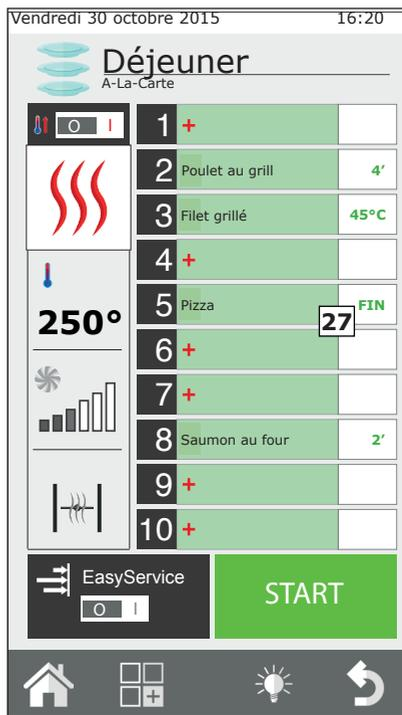 Vendredi 30 octobre 2015 16:20
Déjeuner
A-La-Carte
O I
1 +
2 Poulet au grill 4’
3 Filet grillé 45°C
4 +
250°
5 Pizza FIN
27
6 +
7 +
8 Saumon au four 2’
9 +
10 +
EasyService
O I
START